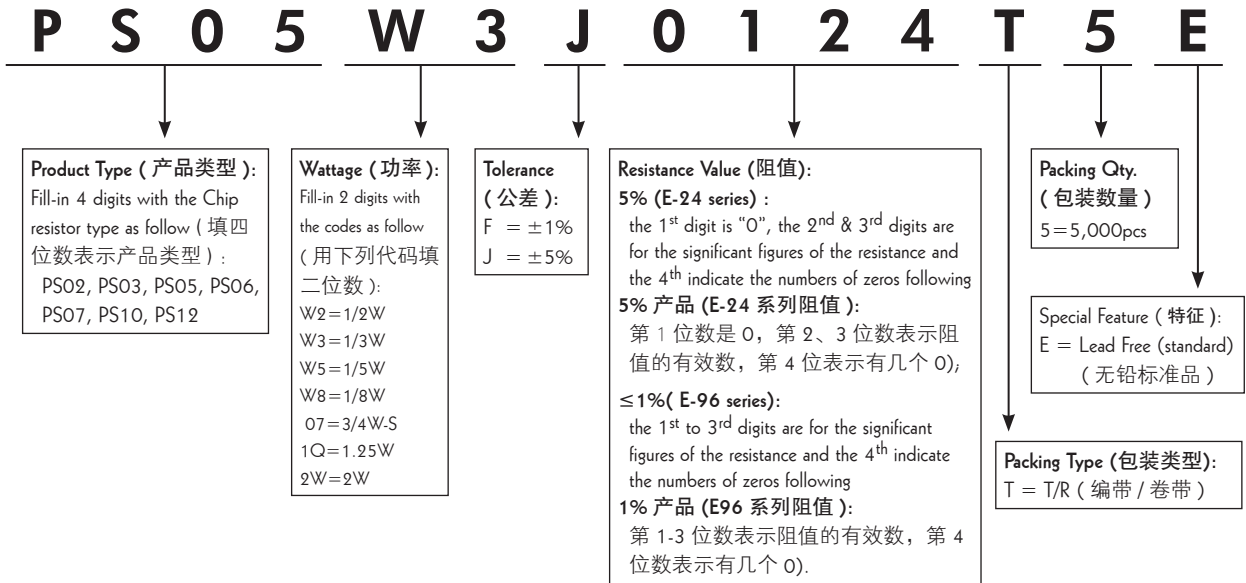 P S 0 5 W 3 J 0 1 2 4 T 5 E
Product Type ( 产品类型 ):
Fill-in 4 digits with the Chip
resistor type as follow ( 填四
位数表示产品类型 ) :
PS02, PS03, PS05, PS06,
PS07, PS10, PS12
Wattage ( 功率 ):
Fill-in 2 digits with
the codes as follow
( 用下列代码填
二位数 ):
W2=1/2W
W3=1/3W
W5=1/5W
W8=1/8W
07=3/4W-S
1Q=1.25W
2W=2W
Tolerance
( 公差 ):
F = ±1%
J = ±5%
Resistance Value (阻值):
5% (E-24 series) :
the 1st digit is “0”, the 2nd & 3rd digits are
for the significant figures of the resistance and
the 4th indicate the numbers of zeros following
5% 产品 (E-24 系列阻值 ):
第 1 位数是 0，第 2、3 位数表示阻
值的有效数，第 4 位表示有几个 0);
≤1%( E-96 series):
the 1st to 3rd digits are for the significant
figures of the resistance and the 4th indicate
the numbers of zeros following
1% 产品 (E96 系列阻值 ):
第 1-3 位数表示阻值的有效数，第 4
位数表示有几个 0).
Packing Qty.
( 包装数量 )
5=5,000pcs
Special Feature ( 特征 ):
E = Lead Free (standard)
( 无铅标准品 )
Packing Type (包装类型):
T = T/R ( 编带 / 卷带 )